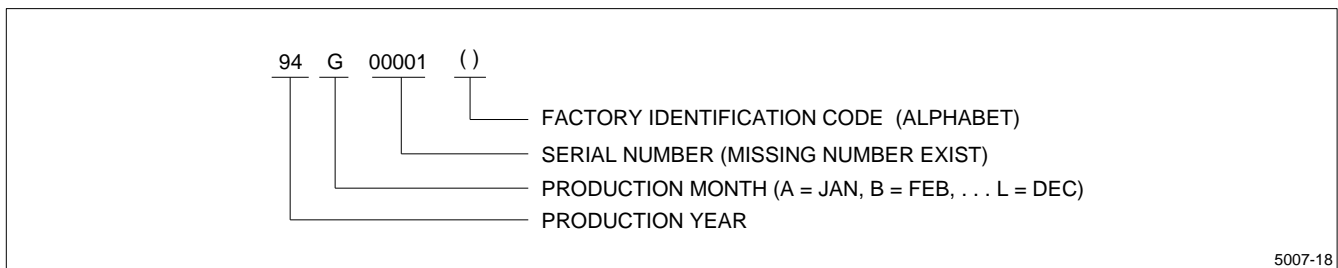 94 G 00001 ( )
FACTORY IDENTIFICATION CODE (ALPHABET)
SERIAL NUMBER (MISSING NUMBER EXIST)
PRODUCTION MONTH (A = JAN, B = FEB, . . . L = DEC)
PRODUCTION YEAR
5007-18